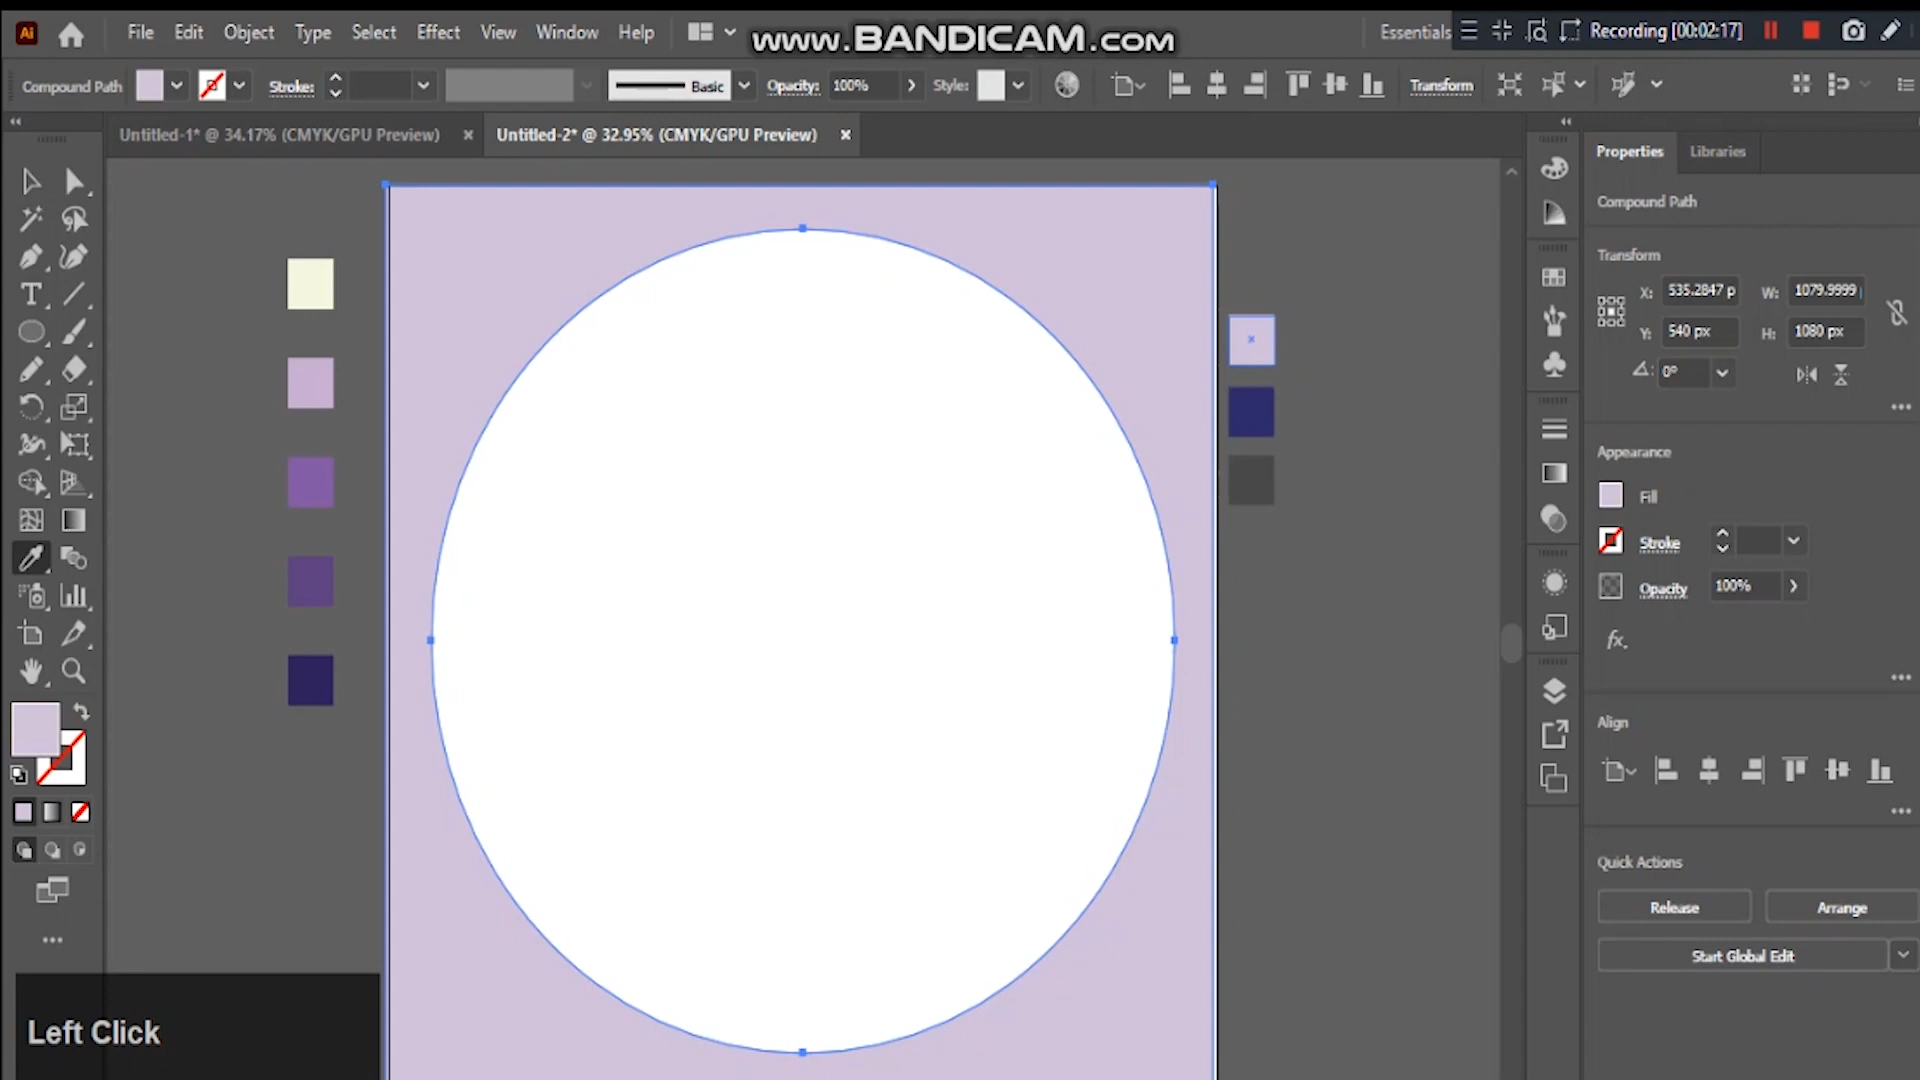 Ai File Edit Object Type Select Effect View Window Help www.BANDICAM.com Essentials Recording [00:02:17]
Compound Path Stroke: Basic Opacity: 100% Style: Transform
Untitled-1* @ 34.17% (CMYK/GPU Preview) × Untitled-2* @ 32.95% (CMYK/GPU Preview) ×
Properties Libraries
Compound Path
Transform
X: 535.2847 p W: 1079.9999
Y: 540 px H: 1080 px
0°
Appearance
Fill
Stroke
Opacity 100%
fx.
Align
Quick Actions
Release Arrange
Start Global Edit
Left Click